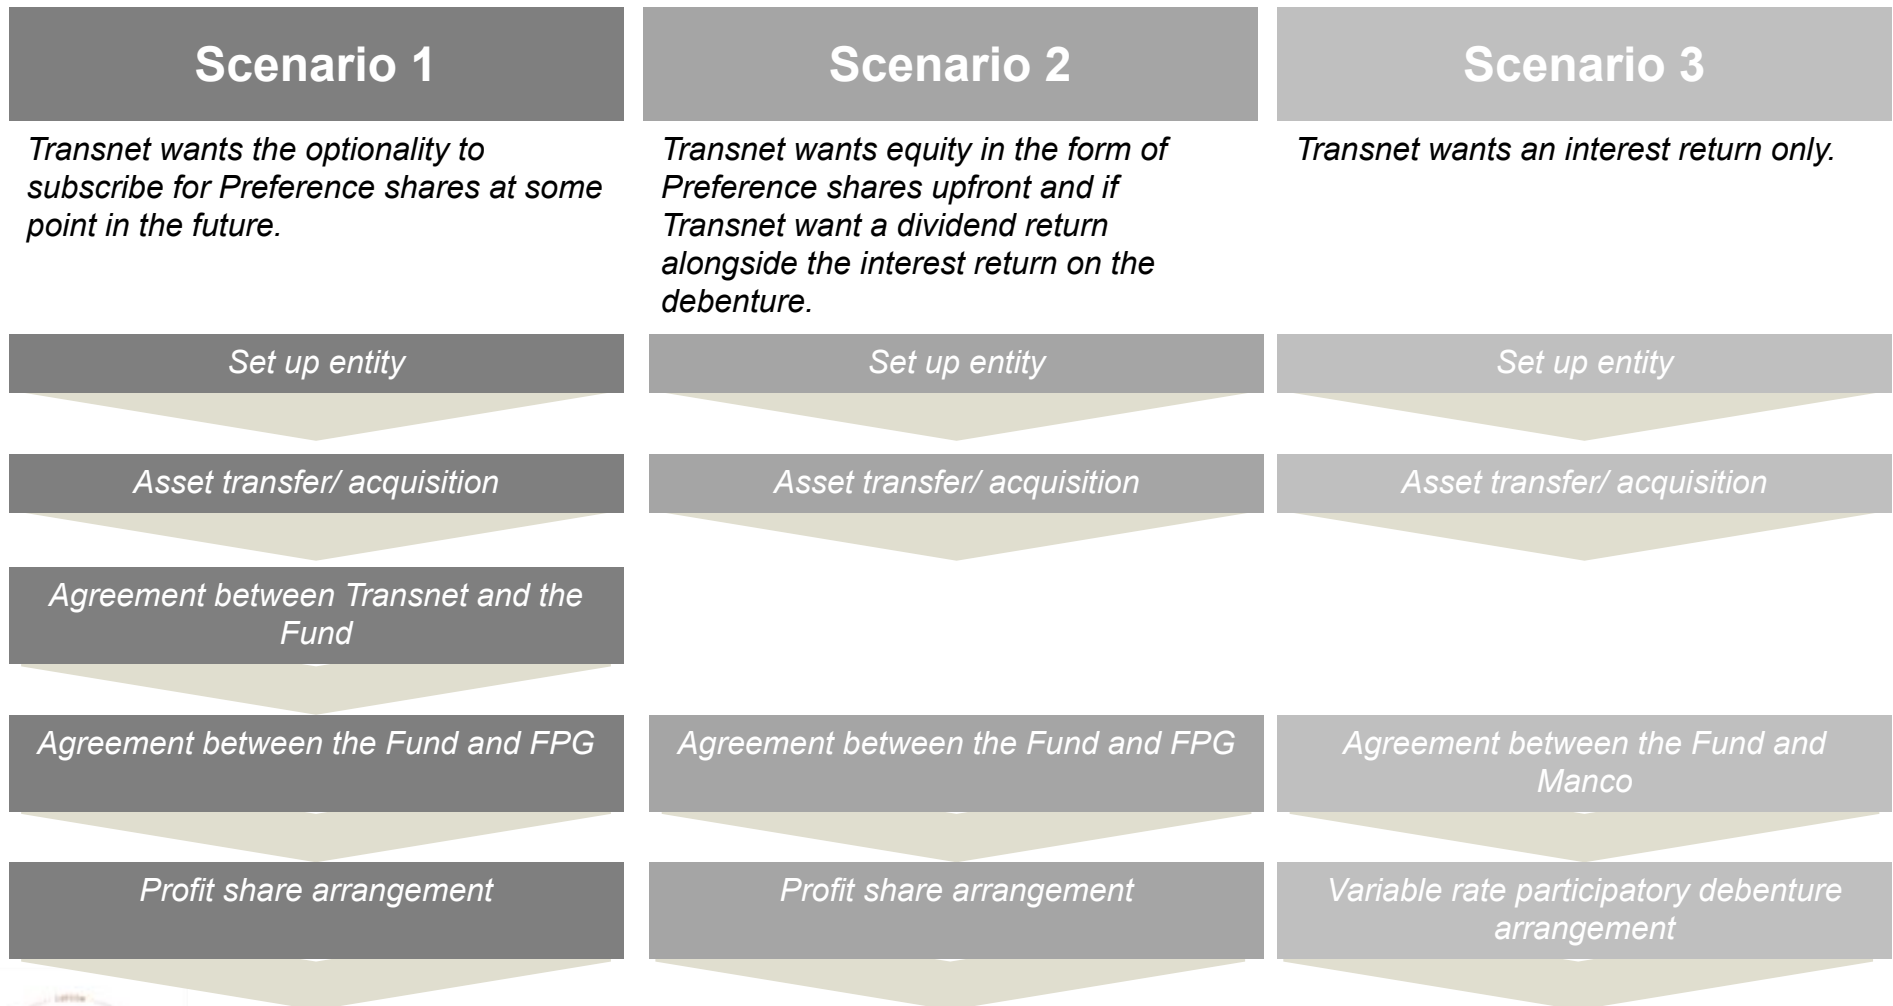 Scenario 1
Scenario 2
Scenario 3
Transnet wants the optionality to
subscribe for Preference shares at some
point in the future.
Transnet wants equity in the form of
Preference shares upfront and if
Transnet want a dividend return
alongside the interest return on the
debenture.
Transnet wants an interest return only.
Set up entity
Set up entity
Set up entity
Asset transfer/ acquisition
Asset transfer/ acquisition
Asset transfer/ acquisition
Agreement between Transnet and the
Fund
Agreement between the Fund and FPG
Agreement between the Fund and FPG
Agreement between the Fund and
Manco
Profit share arrangement
Profit share arrangement
Variable rate participatory debenture
arrangement